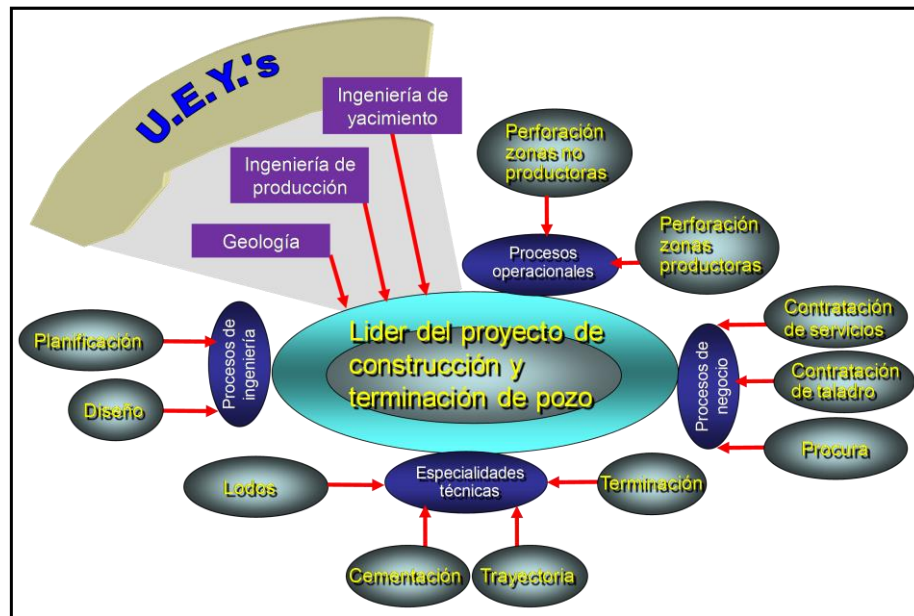 U.E.Y.'s
Ingeniería de
yacimiento
Ingeniería de
producción
Geología
Perforación
zonas no
productoras
Perforación
zonas
productoras
Procesos
operacionales
Planificación
Diseño
Procesos de
ingeniería
Lider del proyecto de
construcción y
terminación de pozo
Procesos de
negocio
Contratación
de servicios
Contratación
de taladro
Procura
Especialidades
técnicas
Lodos
Terminación
Cementación
Trayectoria